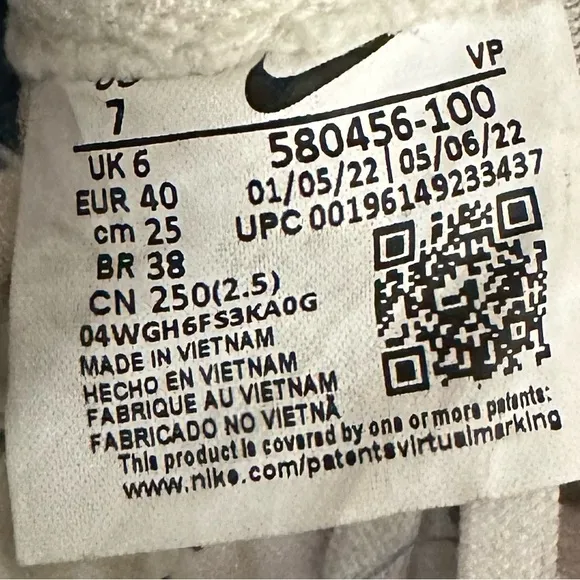 VP
7
580456-100
UK 6
01/05/22 | 05/06/22
EUR 40
UPC 00196149233437
cm 25
BR 38
CN 250(2.5)
04WGH6FS3KA0G
MADE IN VIETNAM
HECHO EN VIETNAM
FABRIQUE AU VIETNAM
FABRICADO NO VIETNÃ
This product is covered by one or more patents:
www.nike.com/patentsvirtualmarking